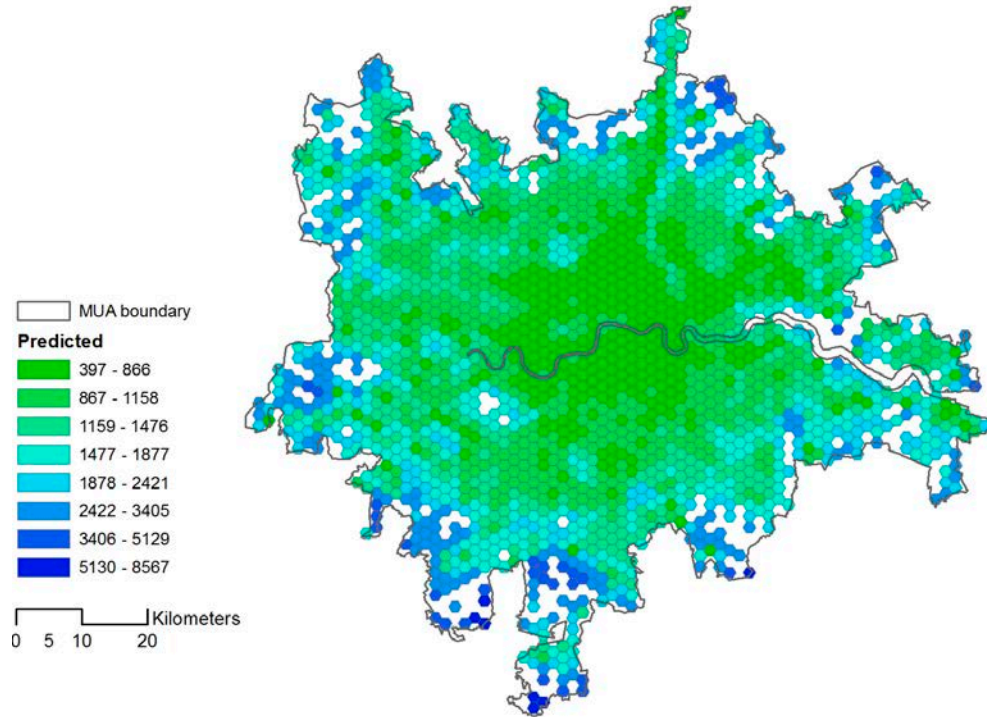 MUA boundary
Predicted
397 - 866
867 - 1158
1159 - 1476
1477 - 1877
1878 - 2421
2422 - 3405
3406 - 5129
5130 - 8567
Kilometers
0 5 10 20